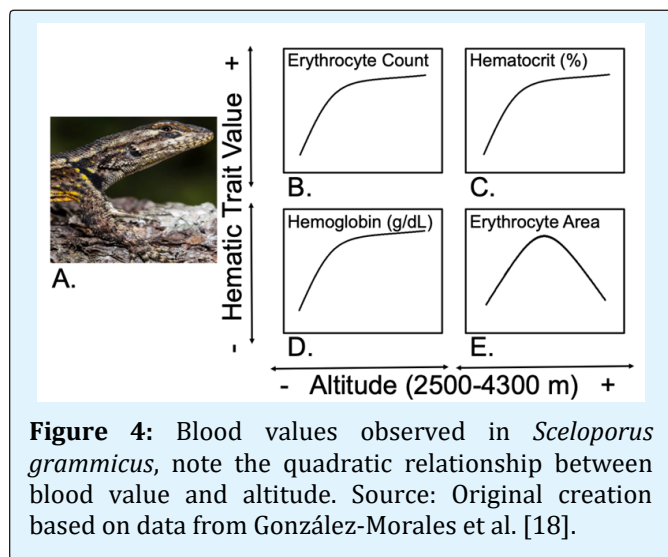 Erythrocyte Count
Hematocrit (%)
B.
C.
Hemoglobin (g/dL)
Erythrocyte Area
D.
E.
A.
- Hematic Trait Value +
- Altitude (2500-4300 m) +
Figure 4: Blood values observed in Sceloporus
grammicus, note the quadratic relationship between
blood value and altitude. Source: Original creation
based on data from González-Morales et al. [18].